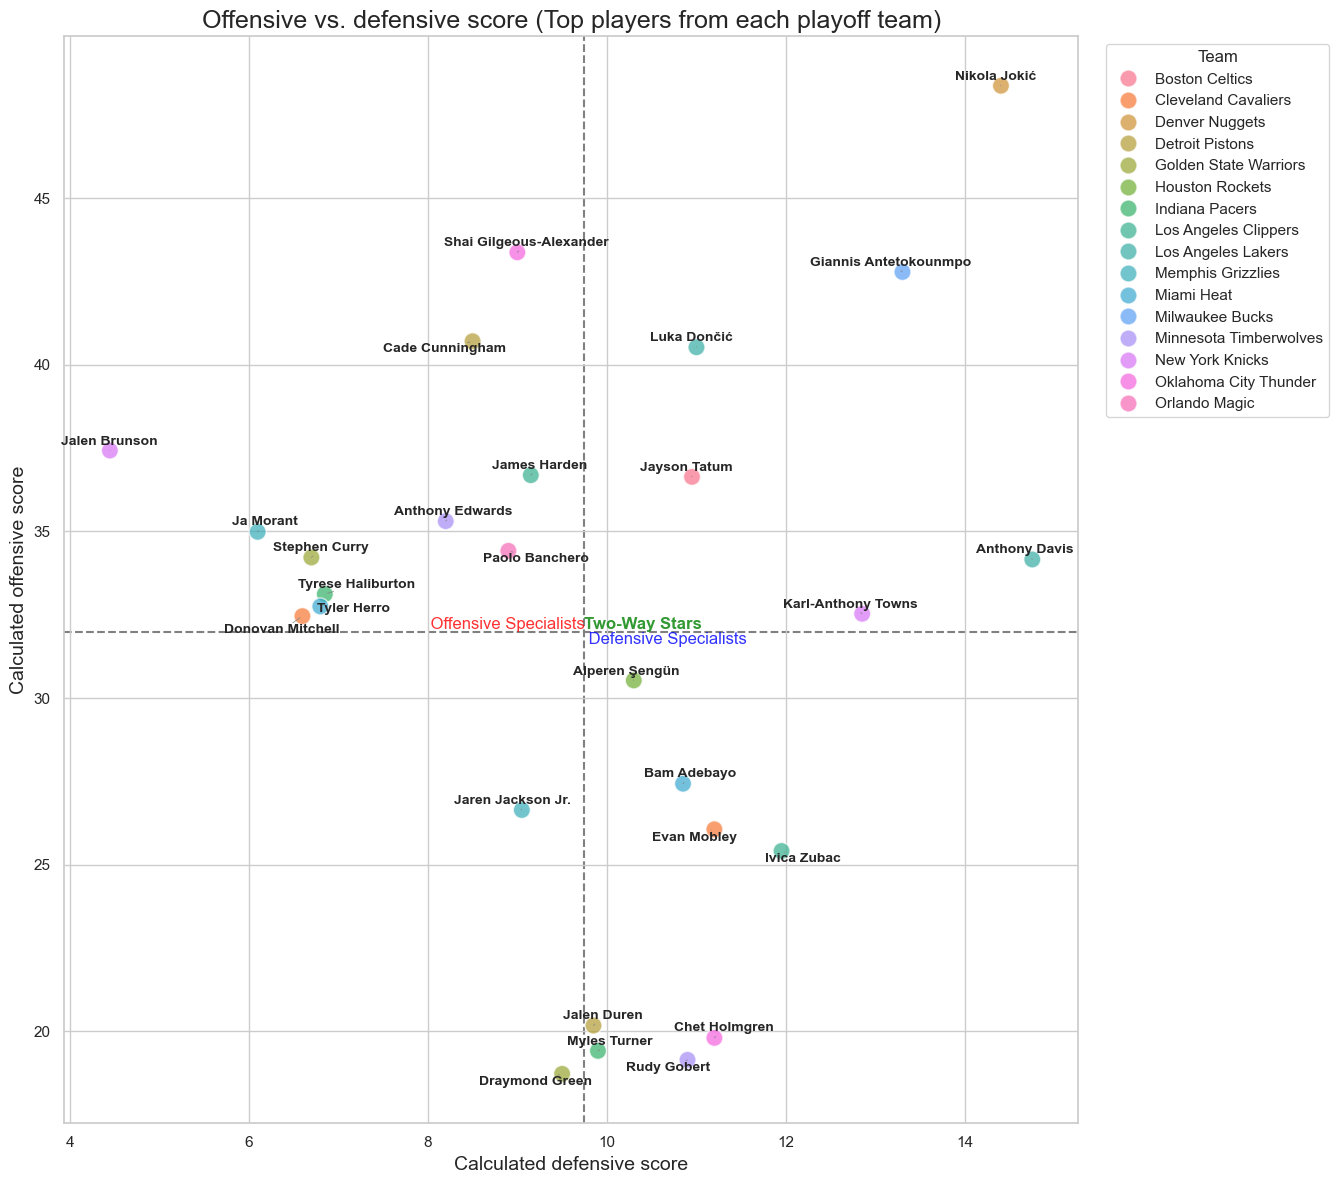 Offensive vs. defensive score (Top players from each playoff team)
Team
Boston Celtics
Cleveland Cavaliers
Denver Nuggets
Detroit Pistons
Golden State Warriors
Houston Rockets
Indiana Pacers
Los Angeles Clippers
Los Angeles Lakers
Memphis Grizzlies
Miami Heat
Milwaukee Bucks
Minnesota Timberwolves
New York Knicks
Oklahoma City Thunder
Orlando Magic
Nikola Jokić
Shai Gilgeous-Alexander
Giannis Antetokounmpo
Luka Dončić
Cade Cunningham
Jalen Brunson
James Harden
Jayson Tatum
Anthony Edwards
Ja Morant
Stephen Curry
Paolo Banchero
Anthony Davis
Tyrese Haliburton
Tyler Herro
Karl-Anthony Towns
Donovan Mitchell
Offensive Specialists
Two-Way Stars
Defensive Specialists
Alperen Şengün
Bam Adebayo
Jaren Jackson Jr.
Evan Mobley
Ivica Zubac
Jalen Duren
Chet Holmgren
Myles Turner
Rudy Gobert
Draymond Green
45
40
35
30
25
20
Calculated offensive score
4
6
8
10
12
14
Calculated defensive score